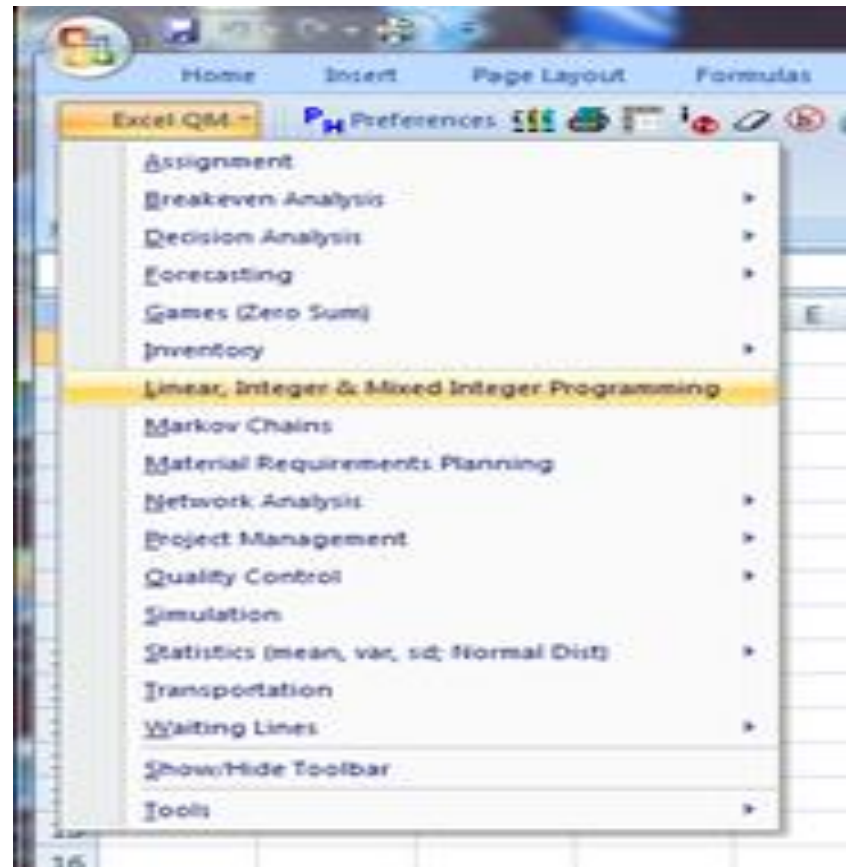 Home Insert Page Layout Formulas
Excel QM PH Preferences
Assignment
Breakeven Analysis
Decision Analysis
Forecasting
Games (Zero Sum)
E
Inventory
Linear, Integer & Mixed Integer Programming
Markov Chains
Material Requirements Planning
Network Analysis
Project Management
Quality Control
Simulation
Statistics (mean, var, sd; Normal Dist)
Transportation
Waiting Lines
Show/Hide Toolbar
Tools
16